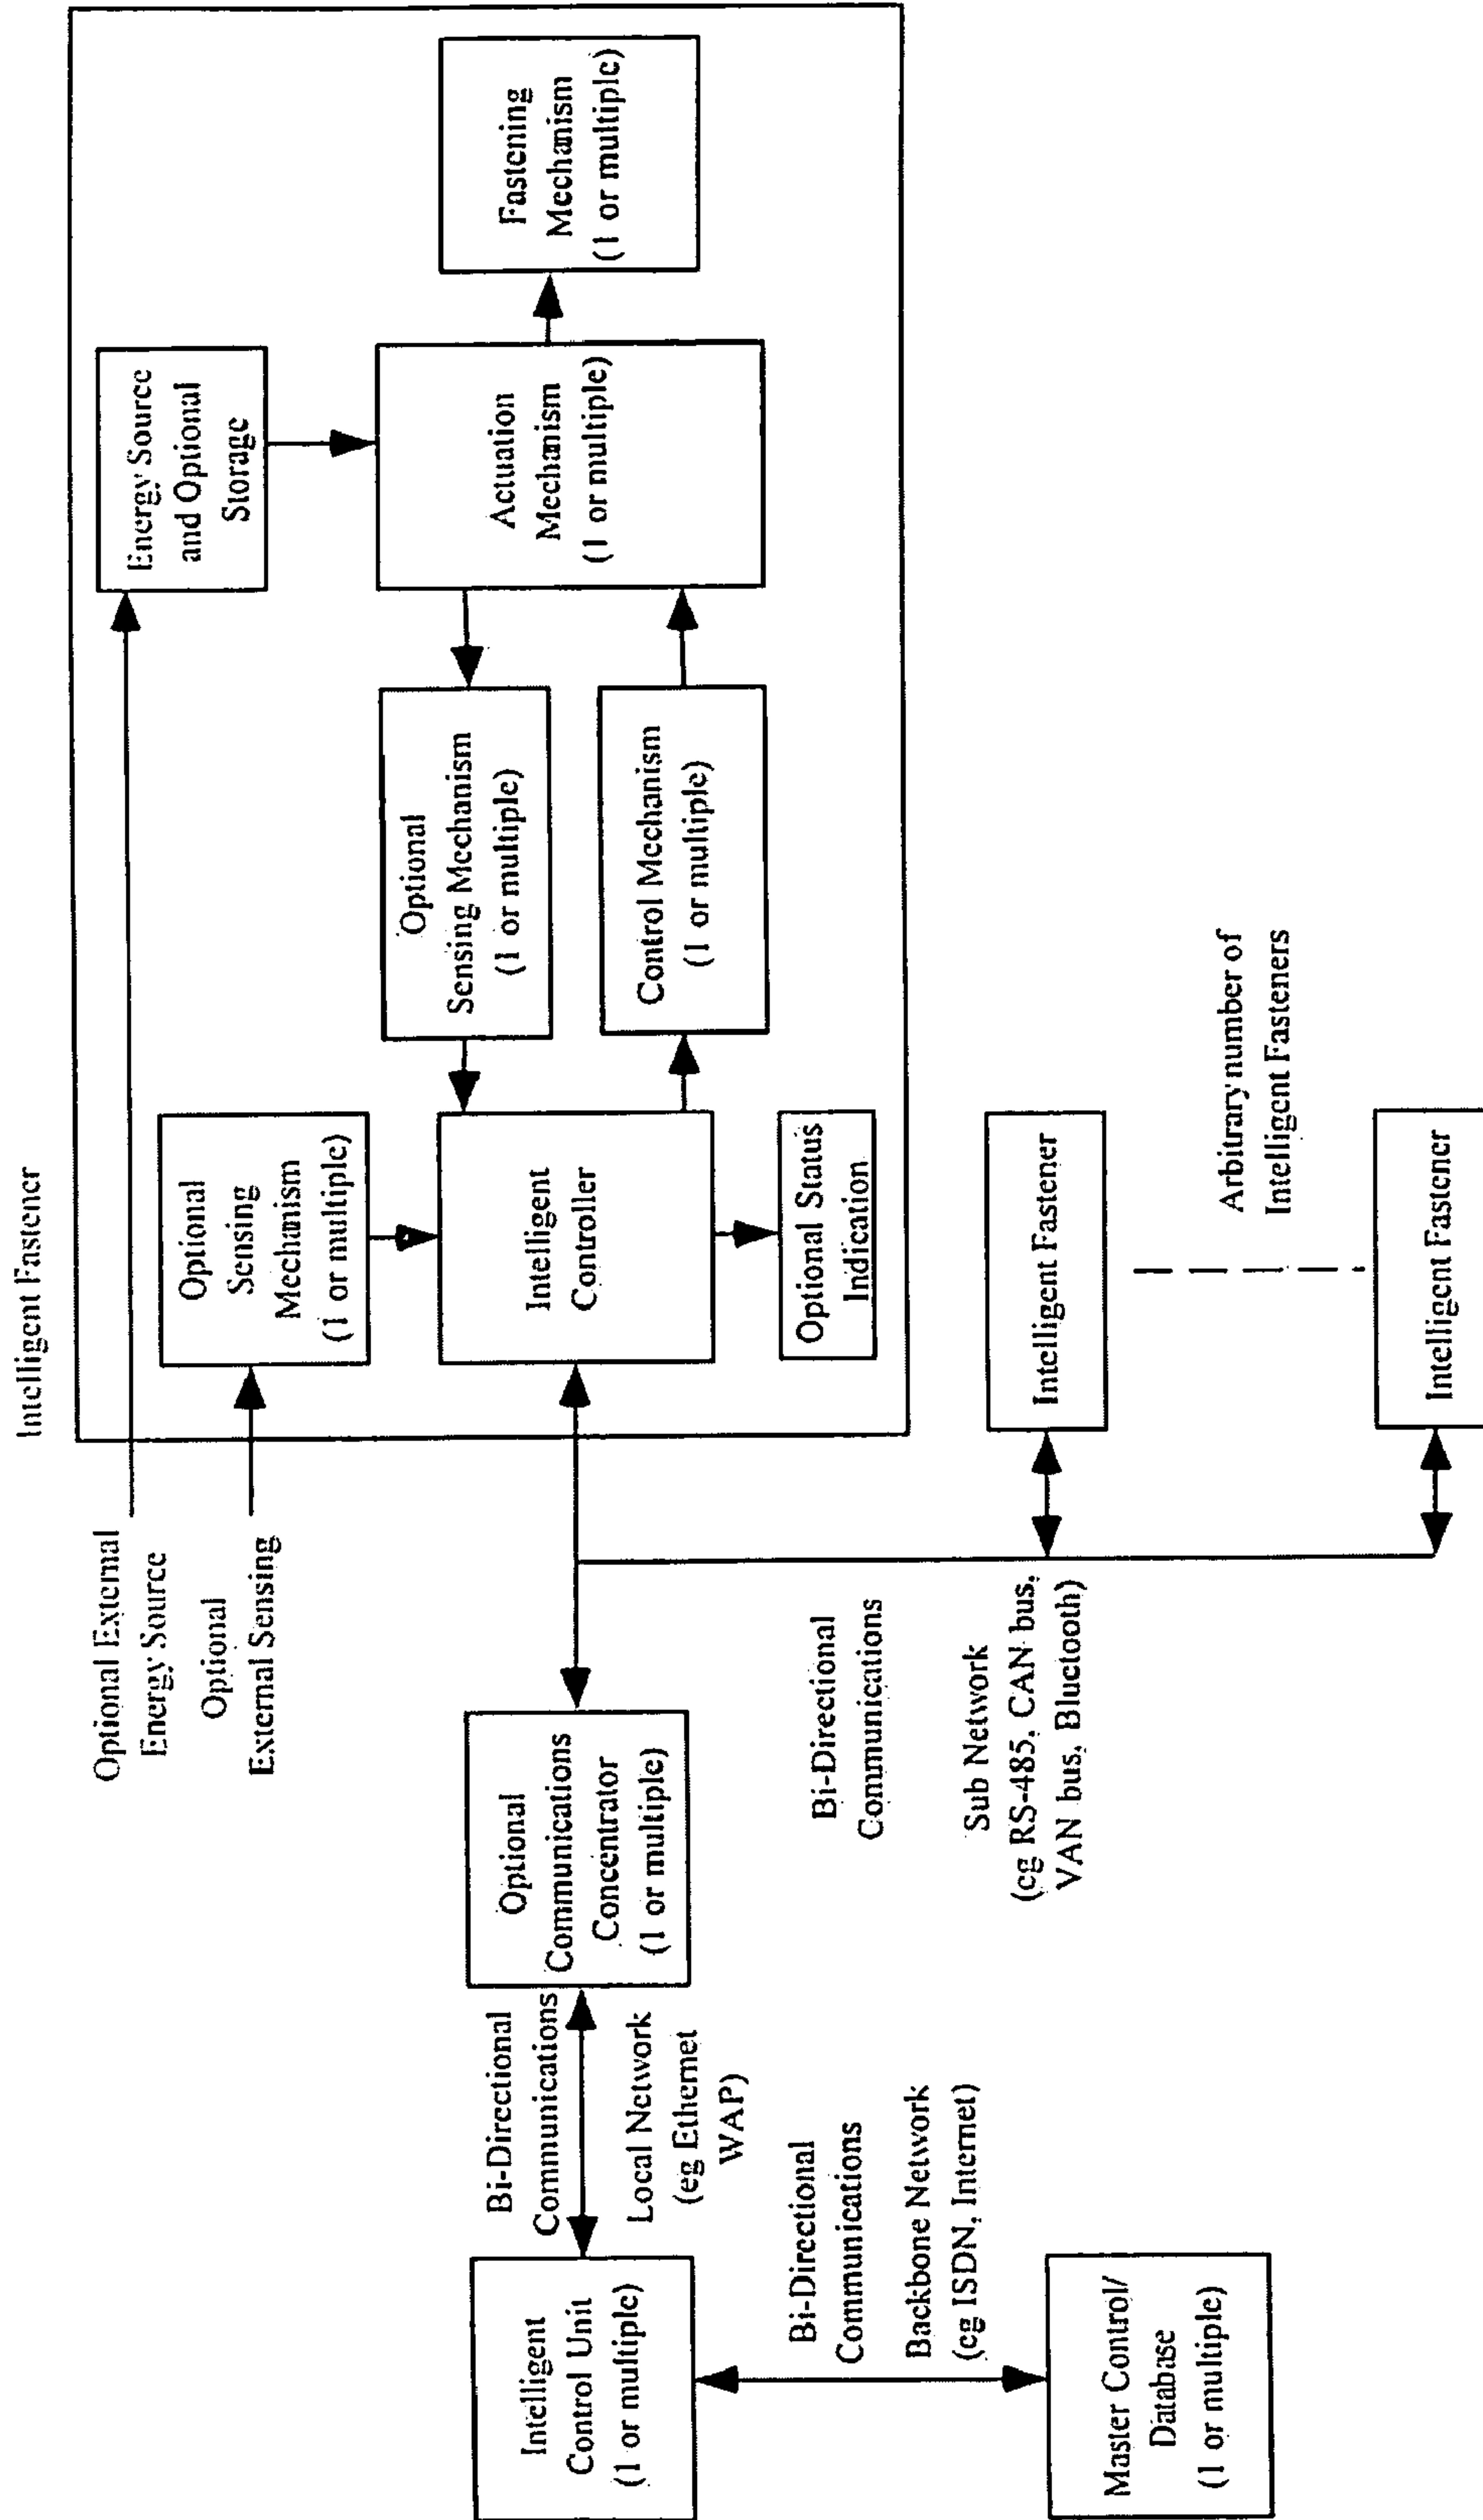 Intelligent Fastener
Optional External
Energy Source
Optional
External Sensing
Energy Source
and Optional
Storage
Optional
Sensing
Mechanism
(1 or multiple)
Optional
Sensing Mechanism
(1 or multiple)
Actuation
Mechanism
(1 or multiple)
Fastening
Mechanism
(1 or multiple)
Intelligent
Controller
Control Mechanism
(1 or multiple)
Optional Status
Indication
Intelligent
Control Unit
(1 or multiple)
Bi-Directional
Communications
Local Network
(eg Ethernet
WAP)
Optional
Communications
Concentrator
(1 or multiple)
Bi-Directional
Communications
Backbone Network
(eg ISDN, Internet)
Master Control/
Database
(1 or multiple)
Bi-Directional
Communications
Sub Network
(eg RS-485, CAN bus,
VAN bus, Bluetooth)
Intelligent Fastener
Arbitrary number of
Intelligent Fasteners
Intelligent Fastener